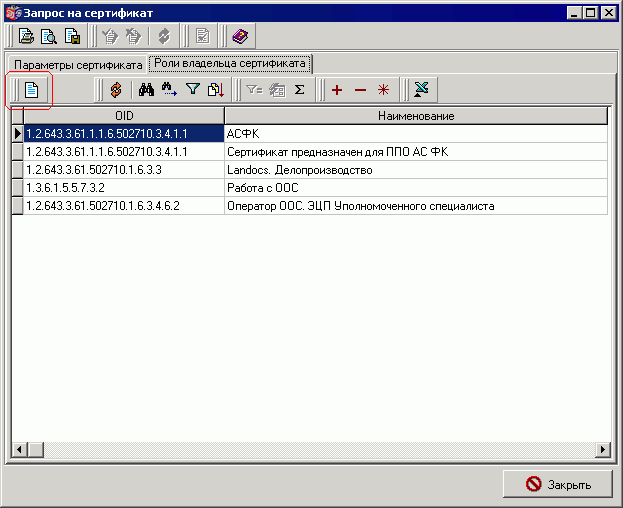 Запрос на сертификат
Параметры сертификата Роли владельца сертификата
OID Наименование
1.2.643.3.61.1.1.6.502710.3.4.1.1 АСФК
1.2.643.3.61.1.1.6.502710.3.4.1.1 Сертификат предназначен для ППО АС ФК
1.2.643.3.61.502710.1.6.3.3 Landocs. Делопроизводство
1.3.6.1.5.5.7.3.2 Работа с ООС
1.2.643.3.61.502710.1.6.3.4.6.2 Оператор ООС. ЭЦП Уполномоченного специалиста
Закрыть